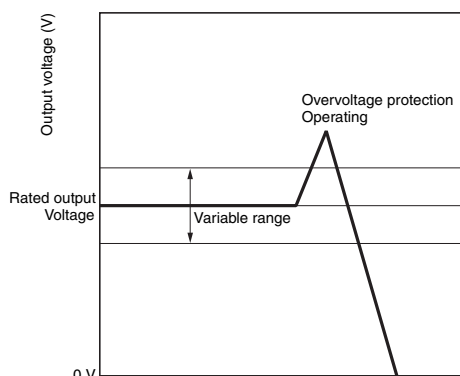 Output voltage (V)
Overvoltage protection
Operating
Rated output
Voltage
Variable range
0 V